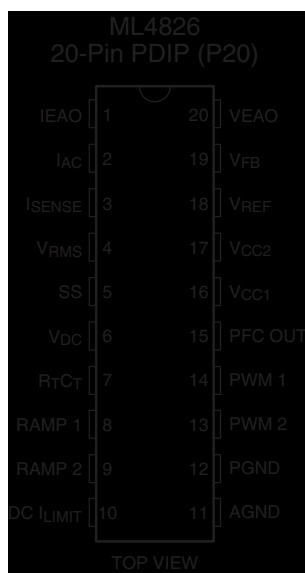 ML4826
20-Pin PDIP (P20)
IEAO 1 20 VEAO
IAC 2 19 VFB
ISENSE 3 18 VREF
VRMS 4 17 VCC2
SS 5 16 VCC1
VDC 6 15 PFC OUT
RTCT 7 14 PWM 1
RAMP 1 8 13 PWM 2
RAMP 2 9 12 PGND
DC ILIMIT 10 11 AGND
TOP VIEW